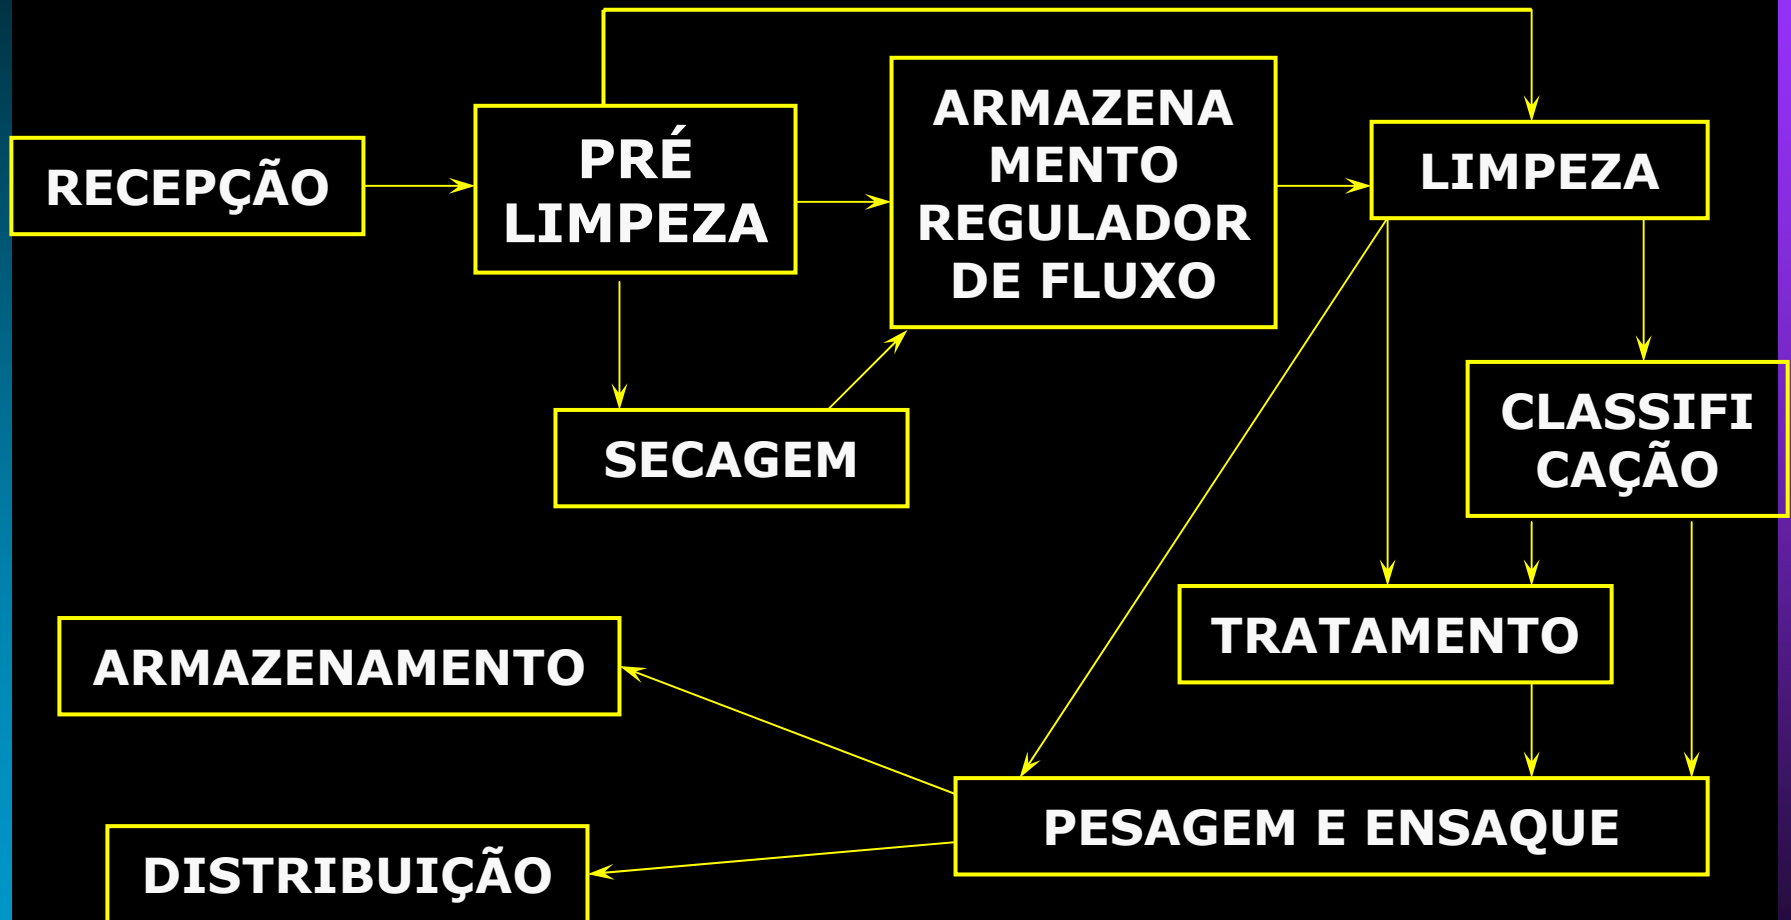 RECEPÇÃO
PRÉ
LIMPEZA
ARMAZENA
MENTO
REGULADOR
DE FLUXO
LIMPEZA
SECAGEM
CLASSIFI
CAÇÃO
TRATAMENTO
ARMAZENAMENTO
PESAGEM E ENSAQUE
DISTRIBUIÇÃO